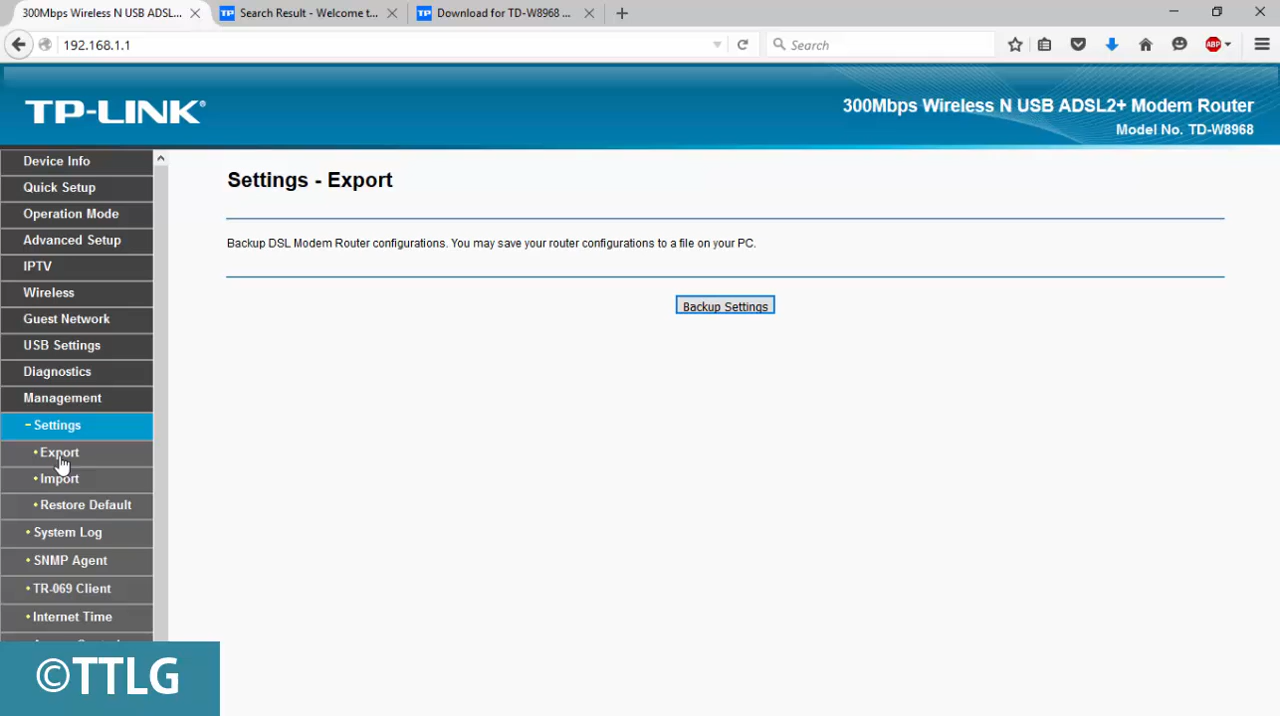 300Mbps Wireless N USB ADSL...
Search Result - Welcome t...
Download for TD-W8968 ...
192.168.1.1
Search
ABP
TP-LINK®
300Mbps Wireless N USB ADSL2+ Modem Router
Model No. TD-W8968
Device Info
Quick Setup
Operation Mode
Advanced Setup
IPTV
Wireless
Guest Network
USB Settings
Diagnostics
Management
- Settings
• Export
• Import
• Restore Default
• System Log
• SNMP Agent
• TR-069 Client
• Internet Time
Settings - Export
Backup DSL Modem Router configurations. You may save your router configurations to a file on your PC.
Backup Settings
©TTLG